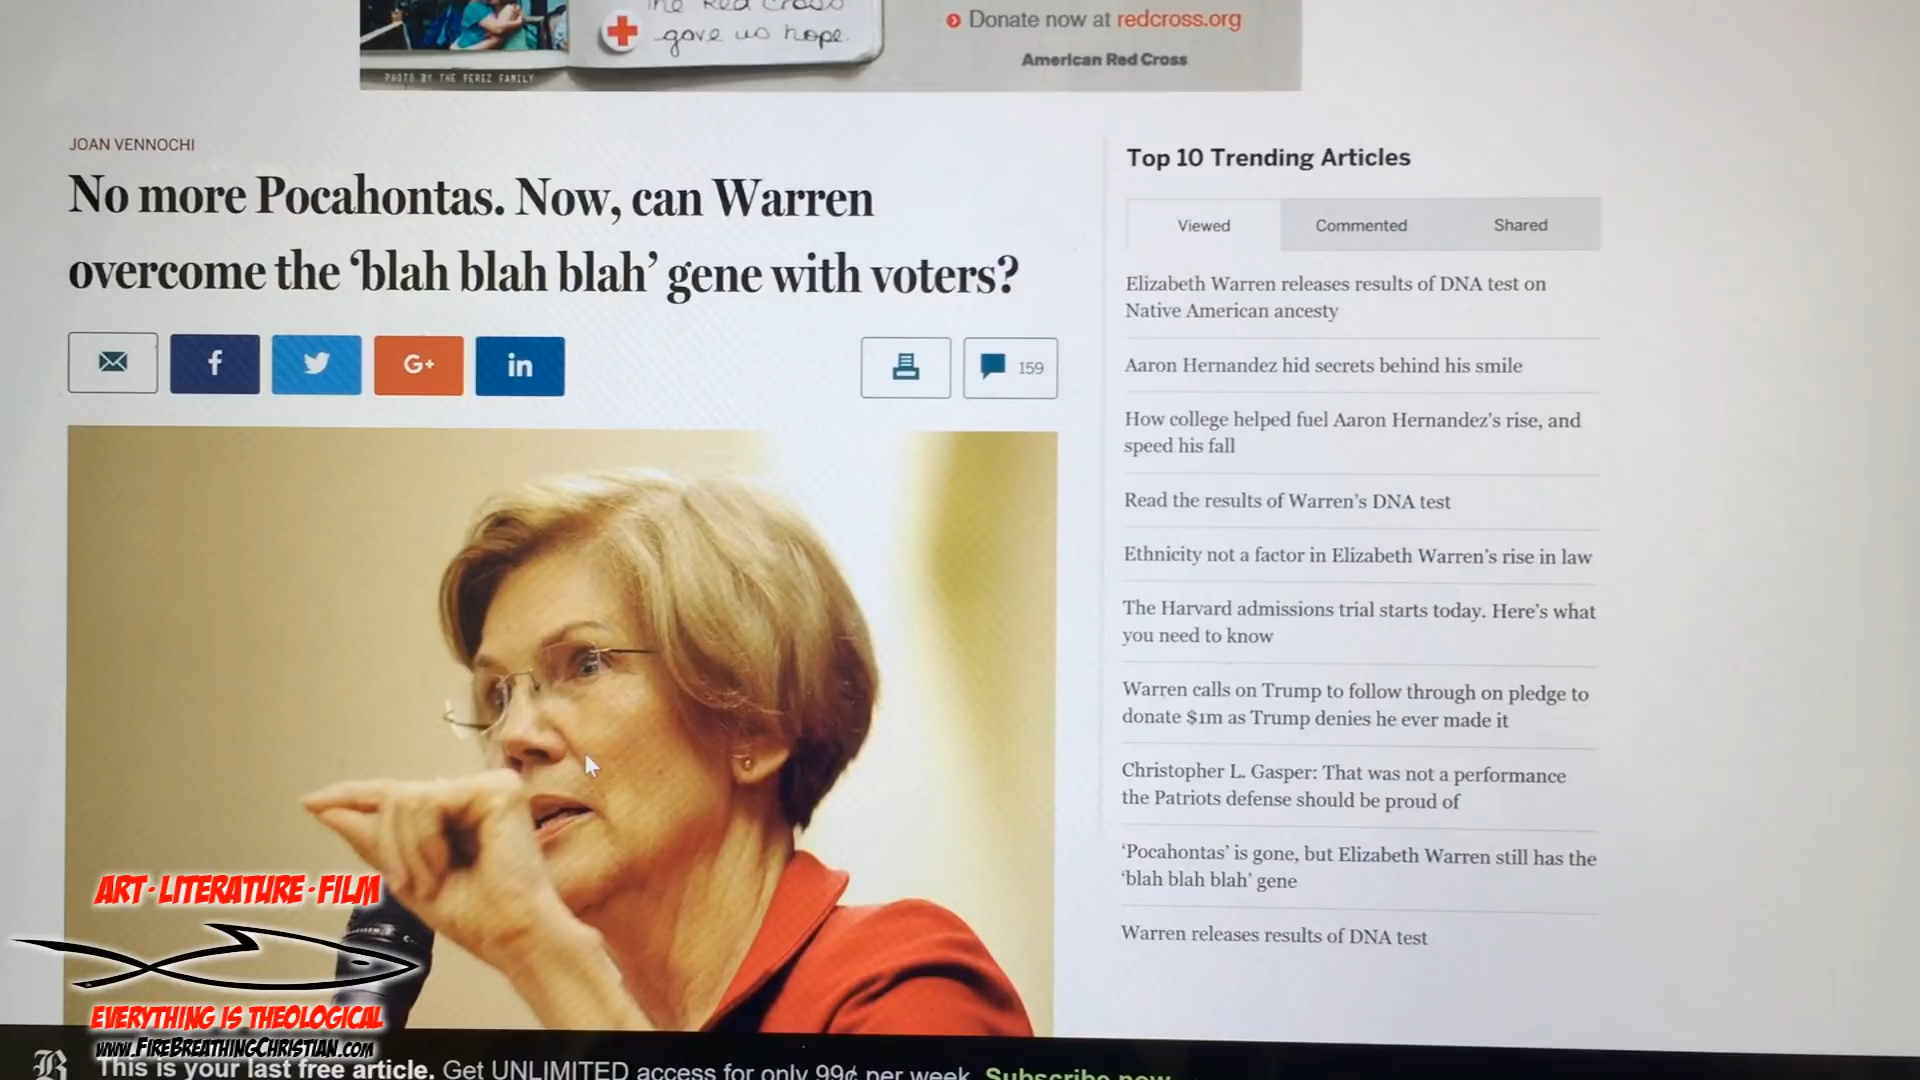 The Red Cross
gave us hope.
Donate now at redcross.org
American Red Cross
PHOTO BY THE PEREZ FAMILY
JOAN VENNOCHI
No more Pocahontas. Now, can Warren
overcome the ‘blah blah blah’ gene with voters?
f
G+
in
159
Top 10 Trending Articles
Viewed
Commented
Shared
Elizabeth Warren releases results of DNA test on
Native American ancesty
Aaron Hernandez hid secrets behind his smile
How college helped fuel Aaron Hernandez’s rise, and
speed his fall
Read the results of Warren’s DNA test
Ethnicity not a factor in Elizabeth Warren’s rise in law
The Harvard admissions trial starts today. Here’s what
you need to know
Warren calls on Trump to follow through on pledge to
donate $1m as Trump denies he ever made it
Christopher L. Gasper: That was not a performance
the Patriots defense should be proud of
‘Pocahontas’ is gone, but Elizabeth Warren still has the
‘blah blah blah’ gene
Warren releases results of DNA test
ART·LITERATURE·FILM
EVERYTHING IS THEOLOGICAL
www.FireBreathingChristian.com
B
This is your last free article. Get UNLIMITED access for only 99¢ per week. Subscribe now